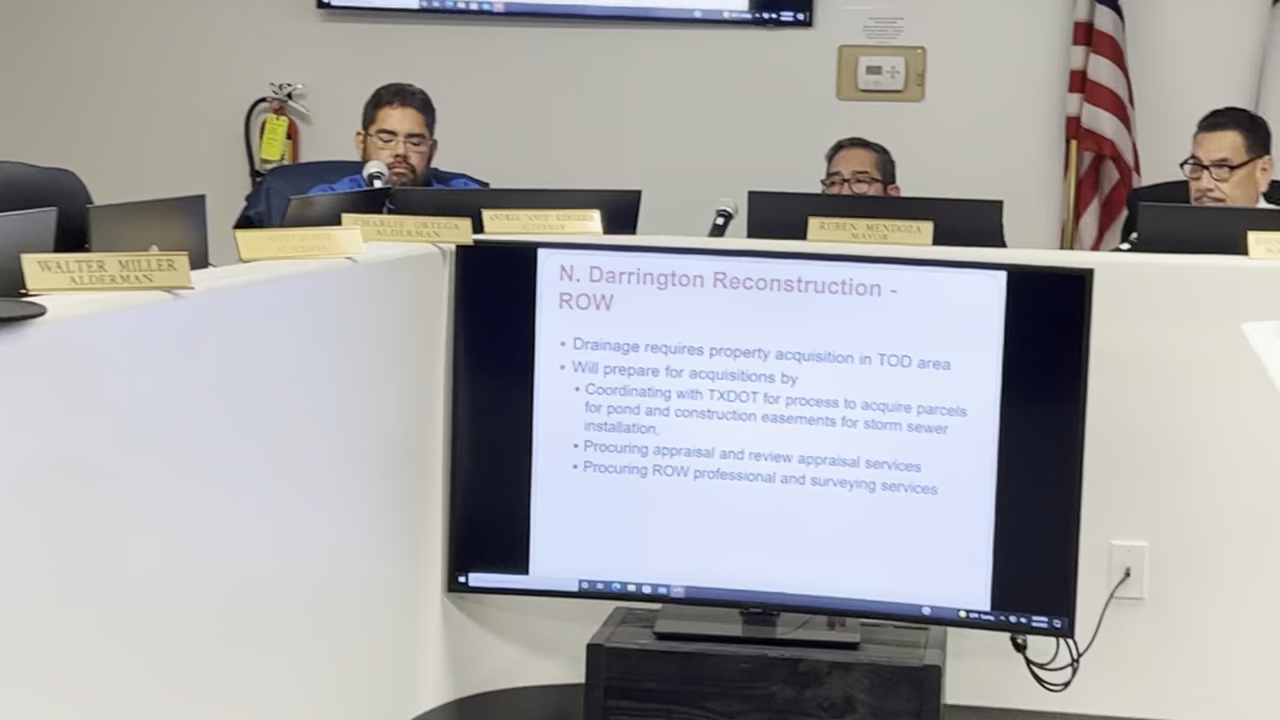 WALTER MILLER
ALDERMAN
ALDERMAN
CHARLIE ORTEGA
ALDERMAN
ALDERMAN
RUBEN MENDOZA
MAYOR
N. Darrington Reconstruction -
ROW
• Drainage requires property acquisition in TOD area
• Will prepare for acquisitions by
• Coordinating with TXDOT for process to acquire parcels
for pond and construction easements for storm sewer
installation.
• Procuring appraisal and review appraisal services
• Procuring ROW professional and surveying services